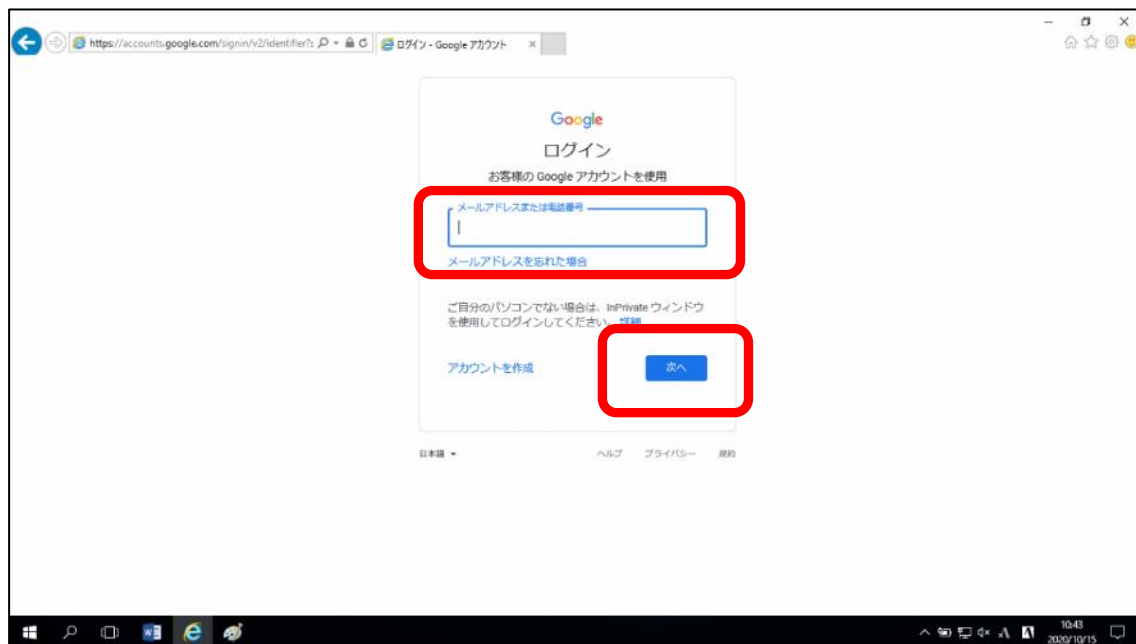 https://accounts.google.com/signin/v2/identifier?s
ログイン - Google アカウント
Google
ログイン
お客様の Google アカウントを使用
メールアドレスまたは電話番号
メールアドレスを忘れた場合
ご自分のパソコンでない場合は、InPrivate ウィンドウ
を使用してログインしてください。 詳細
アカウントを作成
次へ
日本語
ヘルプ プライバシー 規約
10:43
2020/10/15